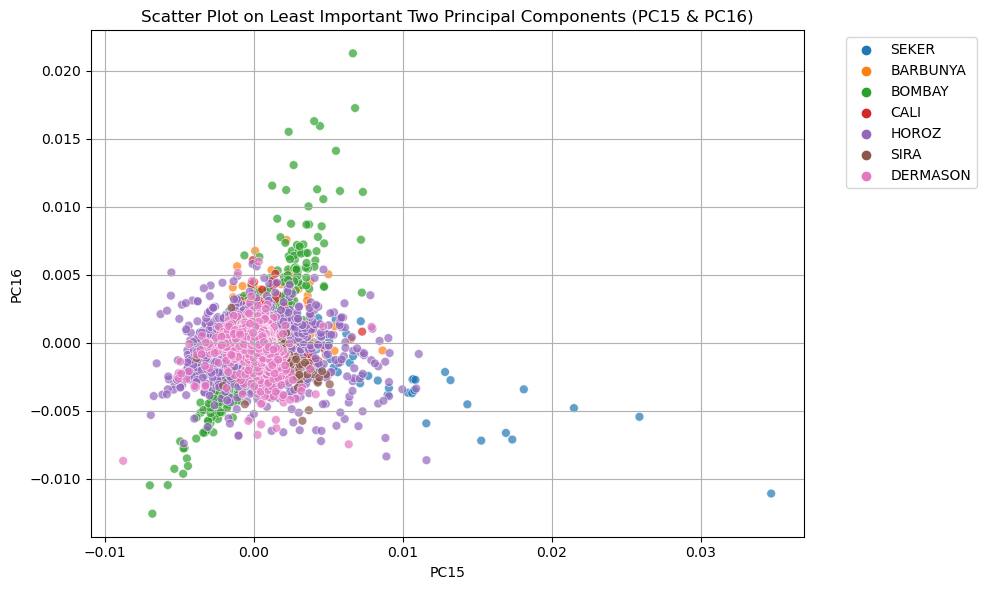 Scatter Plot on Least Important Two Principal Components (PC15 & PC16)
SEKER
BARBUNYA
BOMBAY
CALI
HOROZ
SIRA
DERMASON
0.020
0.015
0.010
0.005
0.000
−0.005
−0.010
PC16
−0.01
0.00
0.01
0.02
0.03
PC15